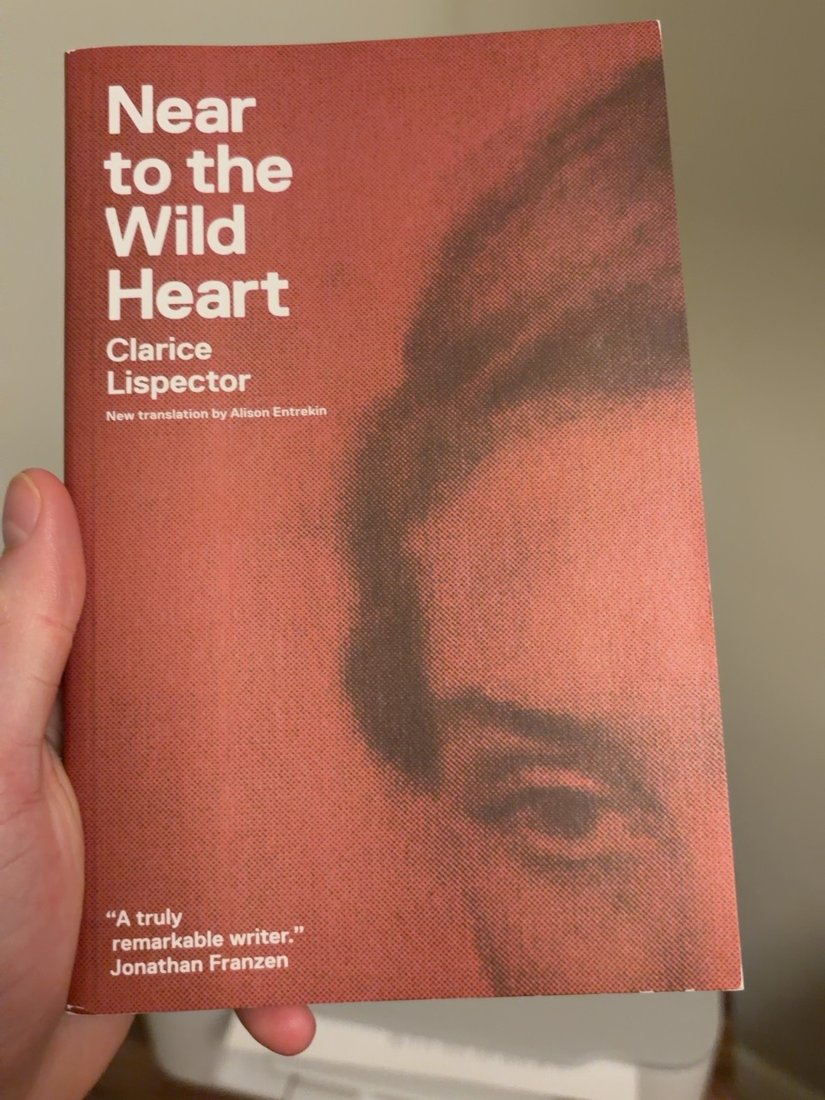 Near
to the
Wild
Heart
Clarice
Lispector
New translation by Alison Entrekin
“A truly
remarkable writer.”
Jonathan Franzen